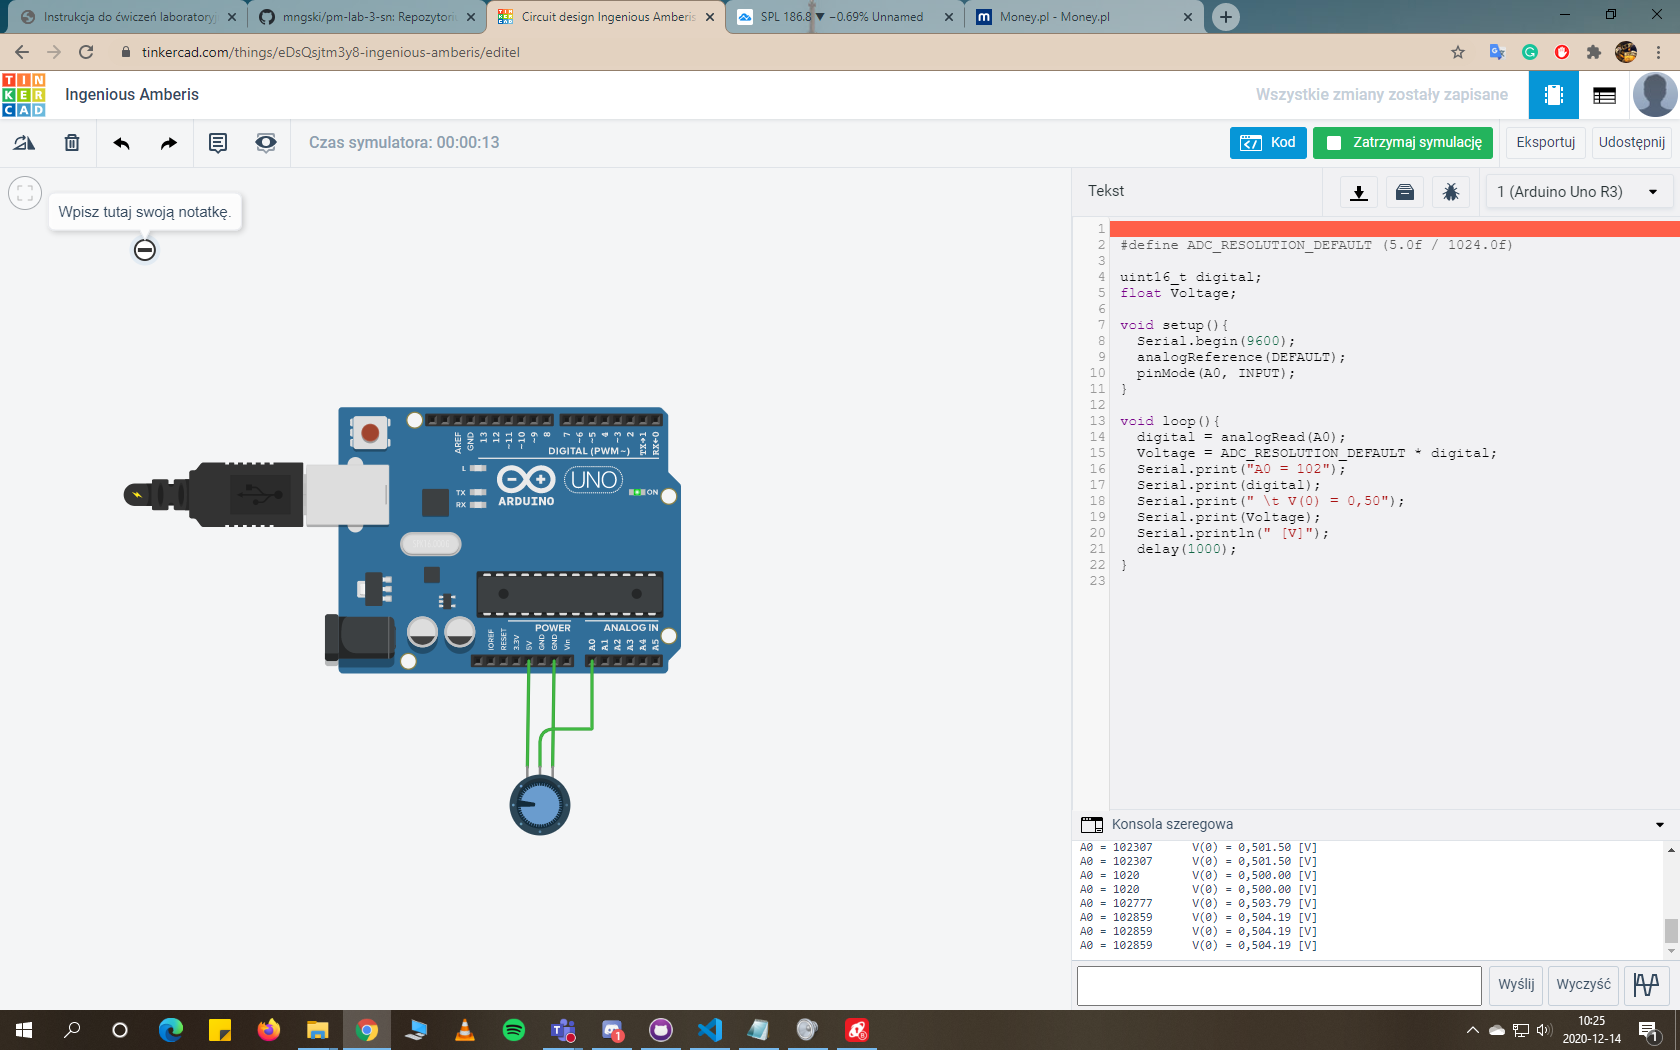 Instrukcja do ćwiczeń laboratoryj
mngski/pm-lab-3-sn: Repozytoriu
Circuit design Ingenious Amberis
SPL 186.8 ▼ −0.69% Unnamed
Money.pl - Money.pl
tinkercad.com/things/eDsQsjtm3y8-ingenious-amberis/editel
TIN
KER
CAD
Ingenious Amberis
Wszystkie zmiany zostały zapisane
Czas symulatora: 00:00:13
Kod
Zatrzymaj symulację
Eksportuj
Udostępnij
Wpisz tutaj swoją notatkę.
Tekst
1 (Arduino Uno R3)
1
2 #define ADC_RESOLUTION_DEFAULT (5.0f / 1024.0f)
3
4 uint16_t digital;
5 float Voltage;
6
7 void setup(){
8 Serial.begin(9600);
9 analogReference(DEFAULT);
10 pinMode(A0, INPUT);
11 }
12
13 void loop(){
14 digital = analogRead(A0);
15 Voltage = ADC_RESOLUTION_DEFAULT * digital;
16 Serial.print("A0 = 102");
17 Serial.print(digital);
18 Serial.print(" \t V(0) = 0,50");
19 Serial.print(Voltage);
20 Serial.println(" [V]");
21 delay(1000);
22 }
23
AREF GND 13 12 ~11 ~10 ~9 8 7 ~6 ~5 4 ~3 2 TX→1 RX←0
DIGITAL (PWM~)
L
TX
RX
ARDUINO
UNO
ON
POWER
ANALOG IN
IOREF RESET 3.3V 5V GND GND Vin A0 A1 A2 A3 A4 A5
Konsola szeregowa
A0 = 102307 V(0) = 0,501.50 [V]
A0 = 102307 V(0) = 0,501.50 [V]
A0 = 1020 V(0) = 0,500.00 [V]
A0 = 1020 V(0) = 0,500.00 [V]
A0 = 102777 V(0) = 0,503.79 [V]
A0 = 102859 V(0) = 0,504.19 [V]
A0 = 102859 V(0) = 0,504.19 [V]
A0 = 102859 V(0) = 0,504.19 [V]
Wyślij
Wyczyść
10:25
2020-12-14
1
1